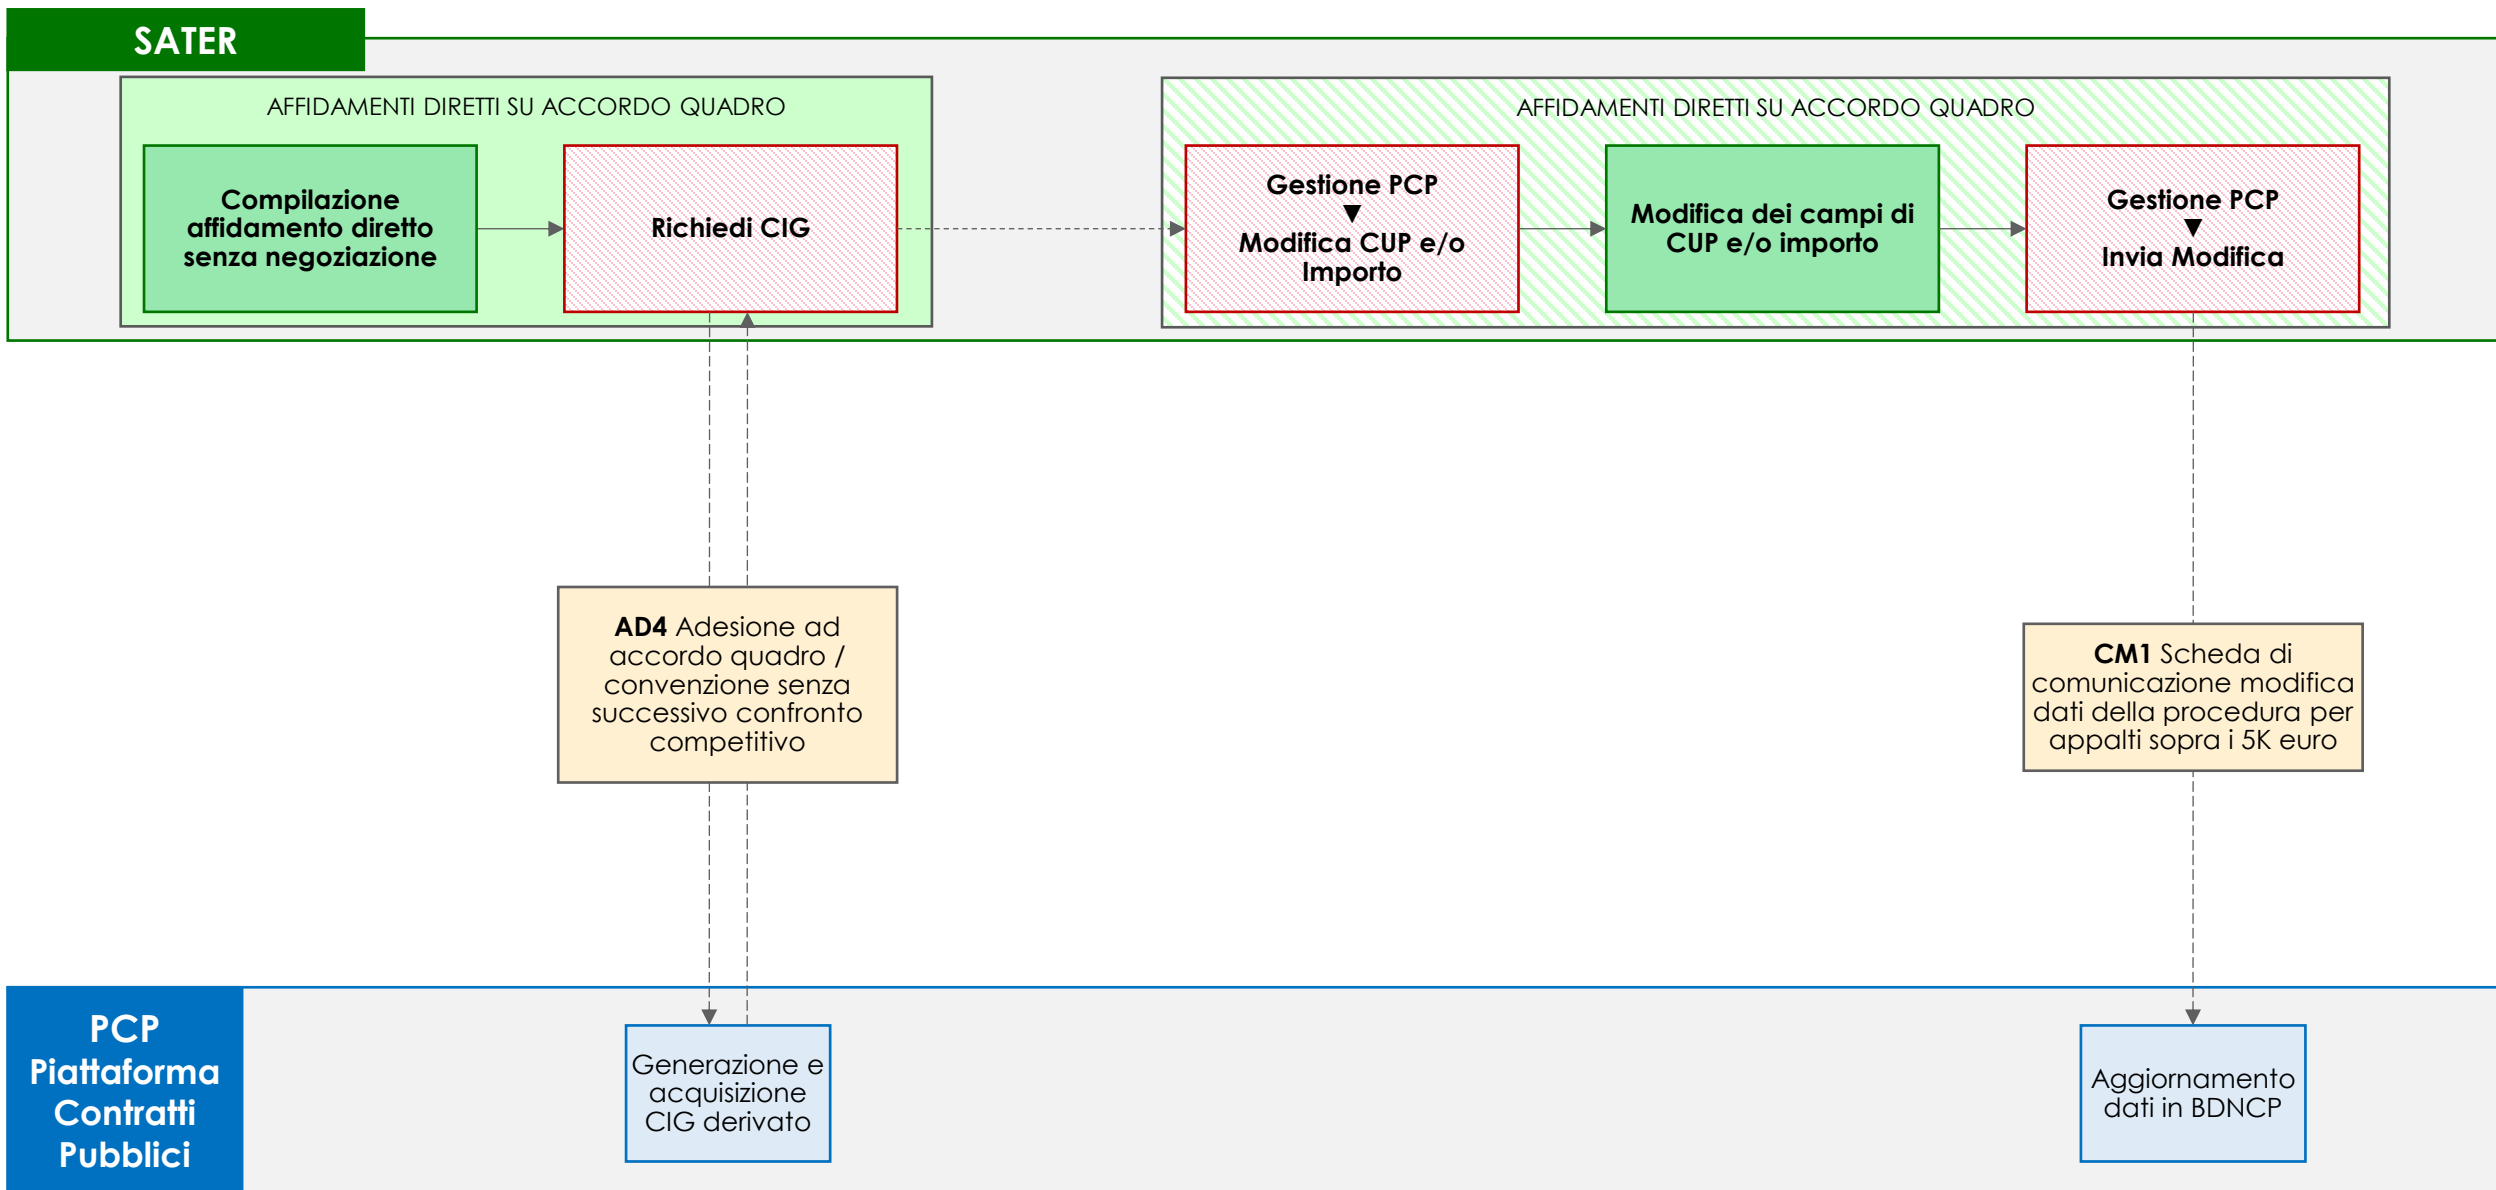 SATER
AFFIDAMENTI DIRETTI SU ACCORDO QUADRO
Compilazione
affidamento diretto
senza negoziazione
Richiedi CIG
AFFIDAMENTI DIRETTI SU ACCORDO QUADRO
Gestione PCP
▼
Modifica CUP e/o
Importo
Modifica dei campi di
CUP e/o importo
Gestione PCP
▼
Invia Modifica
AD4 Adesione ad
accordo quadro /
convenzione senza
successivo confronto
competitivo
CM1 Scheda di
comunicazione modifica
dati della procedura per
appalti sopra i 5K euro
PCP
Piattaforma
Contratti
Pubblici
Generazione e
acquisizione
CIG derivato
Aggiornamento
dati in BDNCP